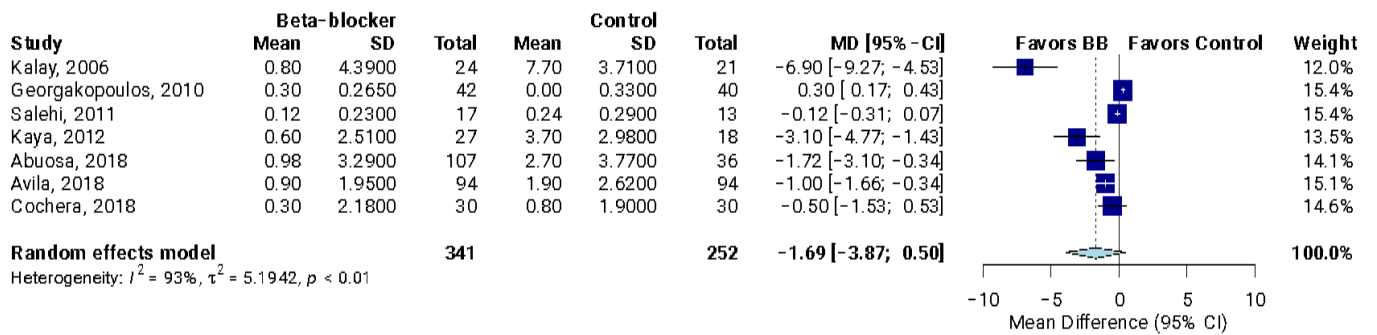 Beta-blocker Control
Study Mean SD Total Mean SD Total MD [95%-CI] Favors BB Favors Control Weight
Kalay, 2006 0.80 4.3900 24 7.70 3.7100 21 -6.90 [-9.27; -4.53] 12.0%
Georgakopoulos, 2010 0.30 0.2650 42 0.00 0.3300 40 0.30 [ 0.17; 0.43] 15.4%
Salehi, 2011 0.12 0.2300 17 0.24 0.2900 13 -0.12 [-0.31; 0.07] 15.4%
Kaya, 2012 0.60 2.5100 27 3.70 2.9800 18 -3.10 [-4.77; -1.43] 13.5%
Abuosa, 2018 0.98 3.2900 107 2.70 3.7700 36 -1.72 [-3.10; -0.34] 14.1%
Avila, 2018 0.90 1.9500 94 1.90 2.6200 94 -1.00 [-1.66; -0.34] 15.1%
Cochera, 2018 0.30 2.1800 30 0.80 1.9000 30 -0.50 [-1.53; 0.53] 14.6%
Random effects model 341 252 -1.69 [-3.87; 0.50] 100.0%
Heterogeneity: I² = 93%, τ² = 5.1942, p < 0.01
-10 -5 0 5 10
Mean Difference (95% CI)